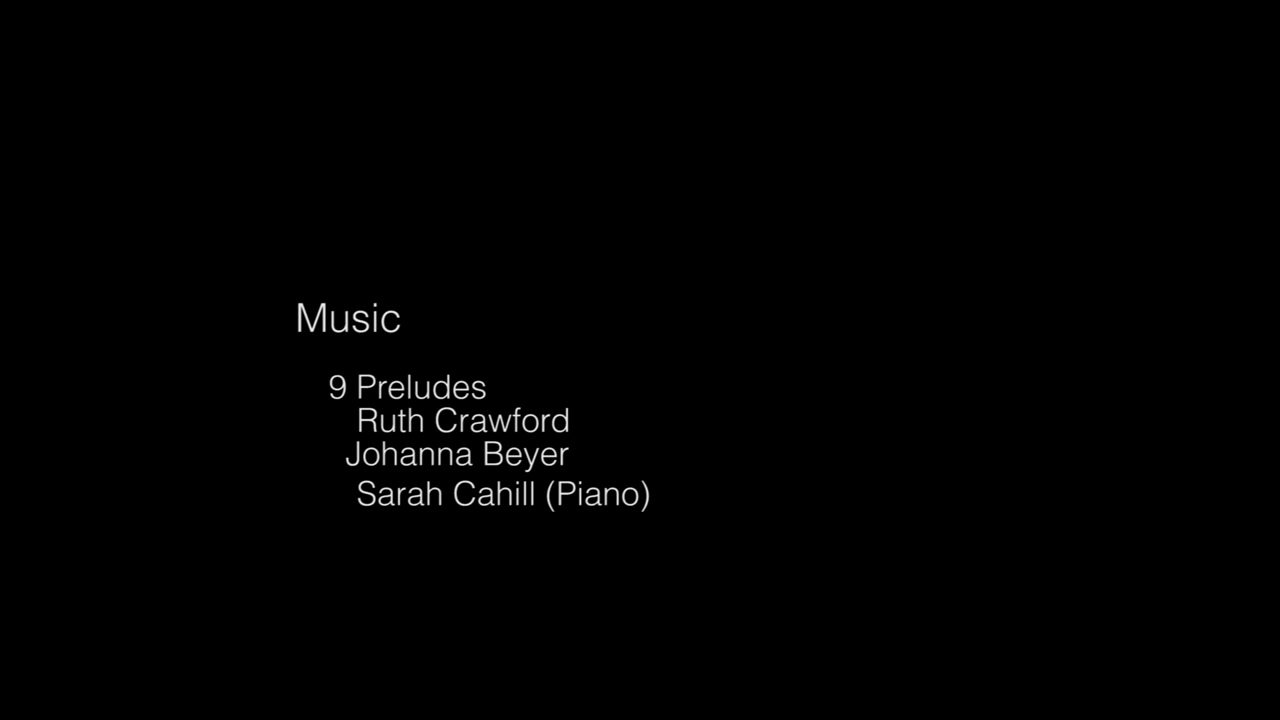 Music
9 Preludes
Ruth Crawford
Johanna Beyer
Sarah Cahill (Piano)